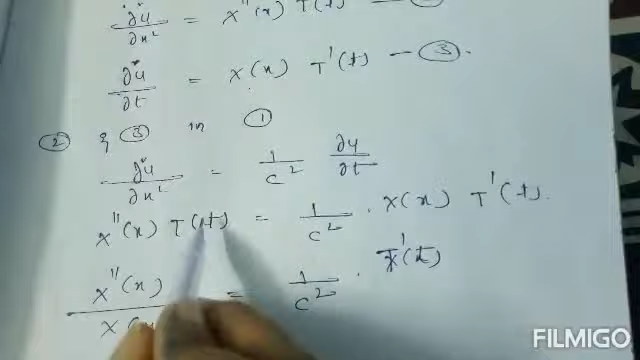 ∂²u/∂x² = X''(x) T(t) — ②
∂u/∂t = X(x) T'(t) — ③.
② & ③ in ①
∂²u/∂x² = 1/c² ∂u/∂t
X''(x) T(t) = 1/c² · X(x) T'(t).
X''(x)/X( = 1/c² · T'(t)
FILMIGO